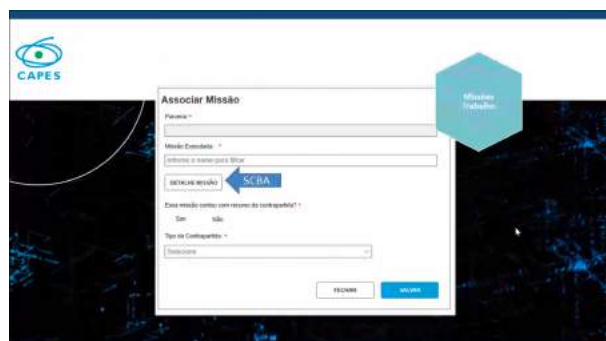 CAPES
Missões
Trabalho
Associar Missão
Parceria *
Missão Executada *
Informe o nome para filtrar
DETALHE MISSÃO
SCBA
Essa missão contou com recurso de contrapartida? *
Sim Não
Tipo de Contrapartida *
Selecione
FECHAR SALVAR